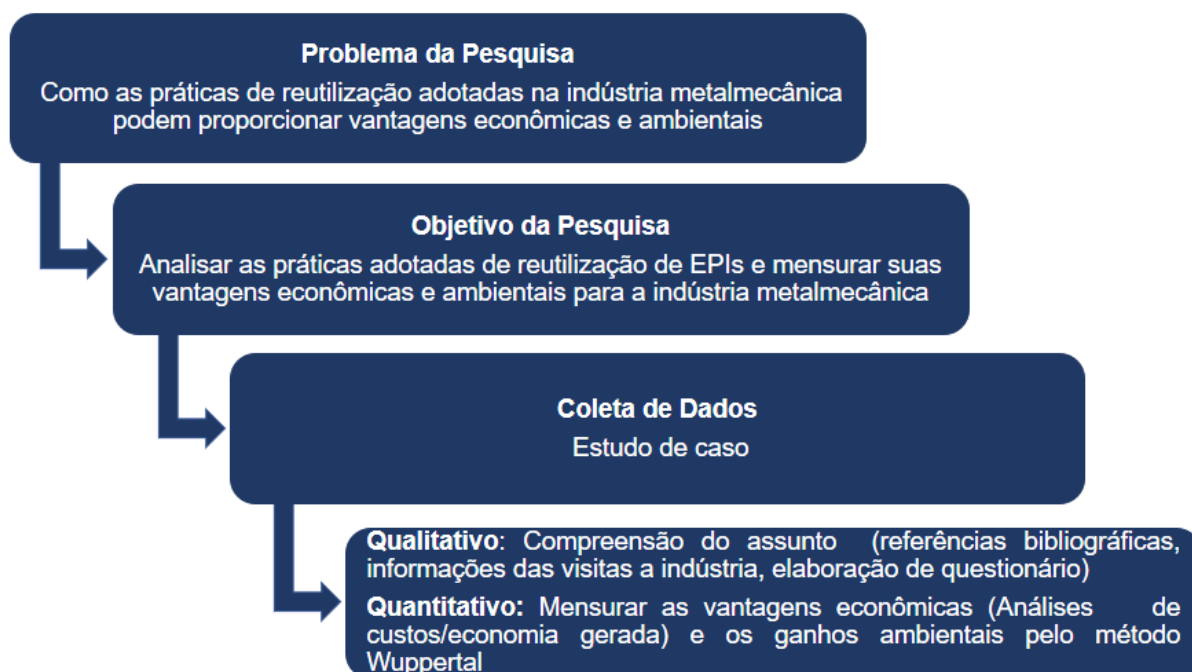 Problema da Pesquisa
Como as práticas de reutilização adotadas na indústria metalmecânica
podem proporcionar vantagens econômicas e ambientais
Objetivo da Pesquisa
Analisar as práticas adotadas de reutilização de EPIs e mensurar suas
vantagens econômicas e ambientais para a indústria metalmecânica
Coleta de Dados
Estudo de caso
Qualitativo: Compreensão do assunto (referências bibliográficas,
informações das visitas a indústria, elaboração de questionário)
Quantitativo: Mensurar as vantagens econômicas (Análises de
custos/economia gerada) e os ganhos ambientais pelo método
Wuppertal